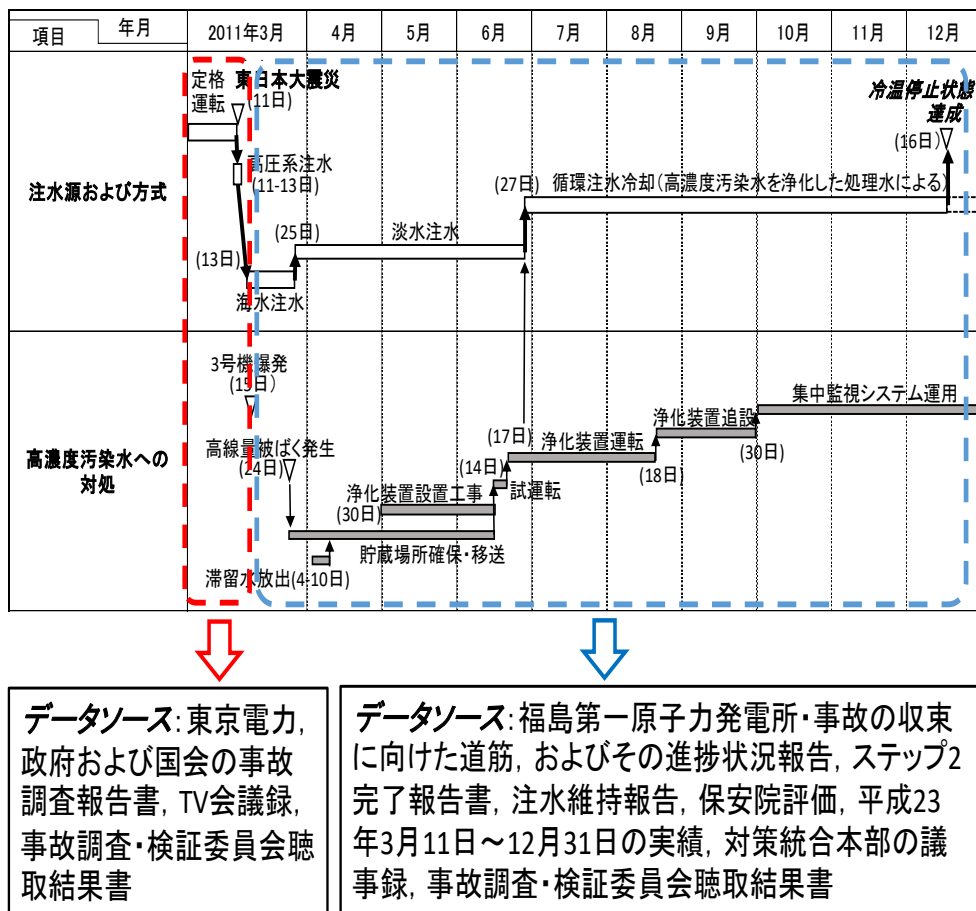 年月
項目
2011年3月
4月
5月
6月
7月
8月
9月
10月
11月
12月
注水源および方式
定格
運転
東日本大震災
(11日)
高圧系注水
(11-13日)
(13日)
海水注水
(25日)
淡水注水
(27日)
循環注水冷却(高濃度汚染水を浄化した処理水による)
冷温停止状態
達成
(16日)
高濃度汚染水への
対処
3号機爆発
(15日)
高線量被ばく発生
(24日)
滞留水放出(4-10日)
貯蔵場所確保・移送
浄化装置設置工事
(30日)
(14日)
試運転
(17日)
浄化装置運転
(18日)
浄化装置追設
(30日)
集中監視システム運用
データソース:東京電力,
政府および国会の事故
調査報告書, TV会議録,
事故調査・検証委員会聴
取結果書
データソース:福島第一原子力発電所・事故の収束
に向けた道筋, およびその進捗状況報告, ステップ2
完了報告書, 注水維持報告, 保安院評価, 平成23
年3月11日～12月31日の実績, 対策統合本部の議
事録, 事故調査・検証委員会聴取結果書